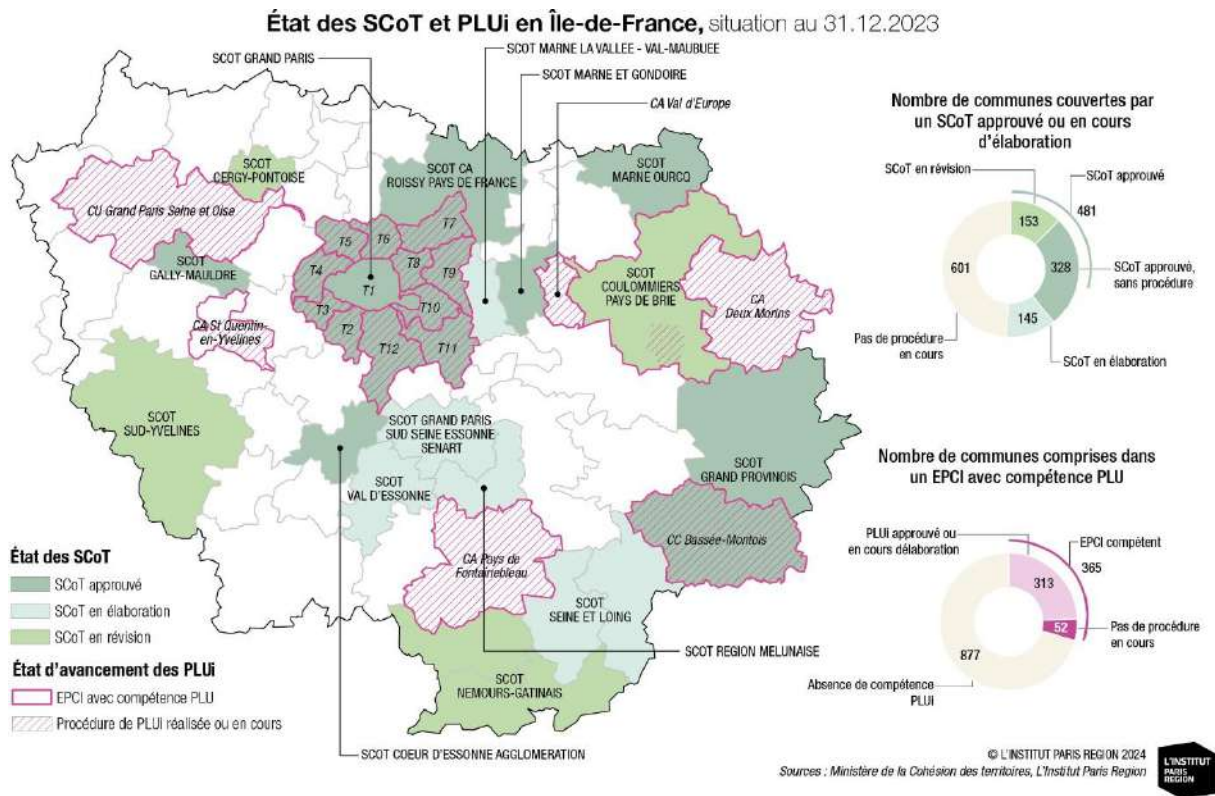 État des SCoT et PLUi en Île-de-France, situation au 31.12.2023
SCOT GRAND PARIS
SCOT MARNE LA VALLÉE - VAL-MAUBUÉE
SCOT MARNE ET GONDOIRE
CA Val d'Europe
SCOT
CERGY-PONTOISE
SCOT CA
ROISSY PAYS DE FRANCE
SCOT
MARNE OURCQ
CU Grand Paris Seine et Oise
SCOT
GALLY-MAULDRE
T5
T6
T7
T4
T8
T9
T1
T3
T10
T2
T12
T11
SCOT
COULOMMIERS
PAYS DE BRIE
CA
Deux Morins
CA St Quentin-
en-Yvelines
SCOT
SUD-YVELINES
SCOT GRAND PARIS
SUD SEINE ESSONNE
SENART
SCOT
VAL D'ESSONNE
SCOT
GRAND PROVINOIS
CC Bassée-Montois
CA Pays de
Fontainebleau
SCOT
SEINE ET LOING
SCOT REGION MELUNAISE
SCOT
NEMOURS-GATINAIS
SCOT COEUR D'ESSONNE AGGLOMERATION
État des SCoT
SCoT approuvé
SCoT en élaboration
SCoT en révision
État d'avancement des PLUi
EPCI avec compétence PLU
Procédure de PLUi réalisée ou en cours
Nombre de communes couvertes par
un SCoT approuvé ou en cours
d'élaboration
SCoT en révision
SCoT approuvé
481
153
328
601
145
SCoT approuvé,
sans procédure
Pas de procédure
en cours
SCoT en élaboration
Nombre de communes comprises dans
un EPCI avec compétence PLU
PLUi approuvé ou
en cours délaboration
EPCI compétent
365
313
52
Pas de procédure
en cours
877
Absence de compétence
PLUi
© L'INSTITUT PARIS REGION 2024
Sources : Ministère de la Cohésion des territoires, L'Institut Paris Region
L'INSTITUT
PARIS
REGION